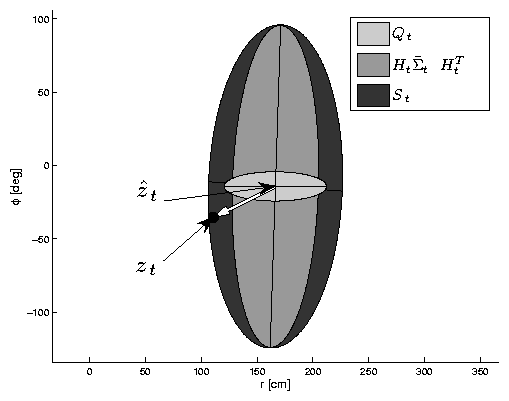 Q_t
H_t Σ̄_t H_t^T
S_t
100
50
0
−50
−100
ϕ [deg]
ẑ_t
z_t
0 50 100 150 200 250 300 350
r [cm]